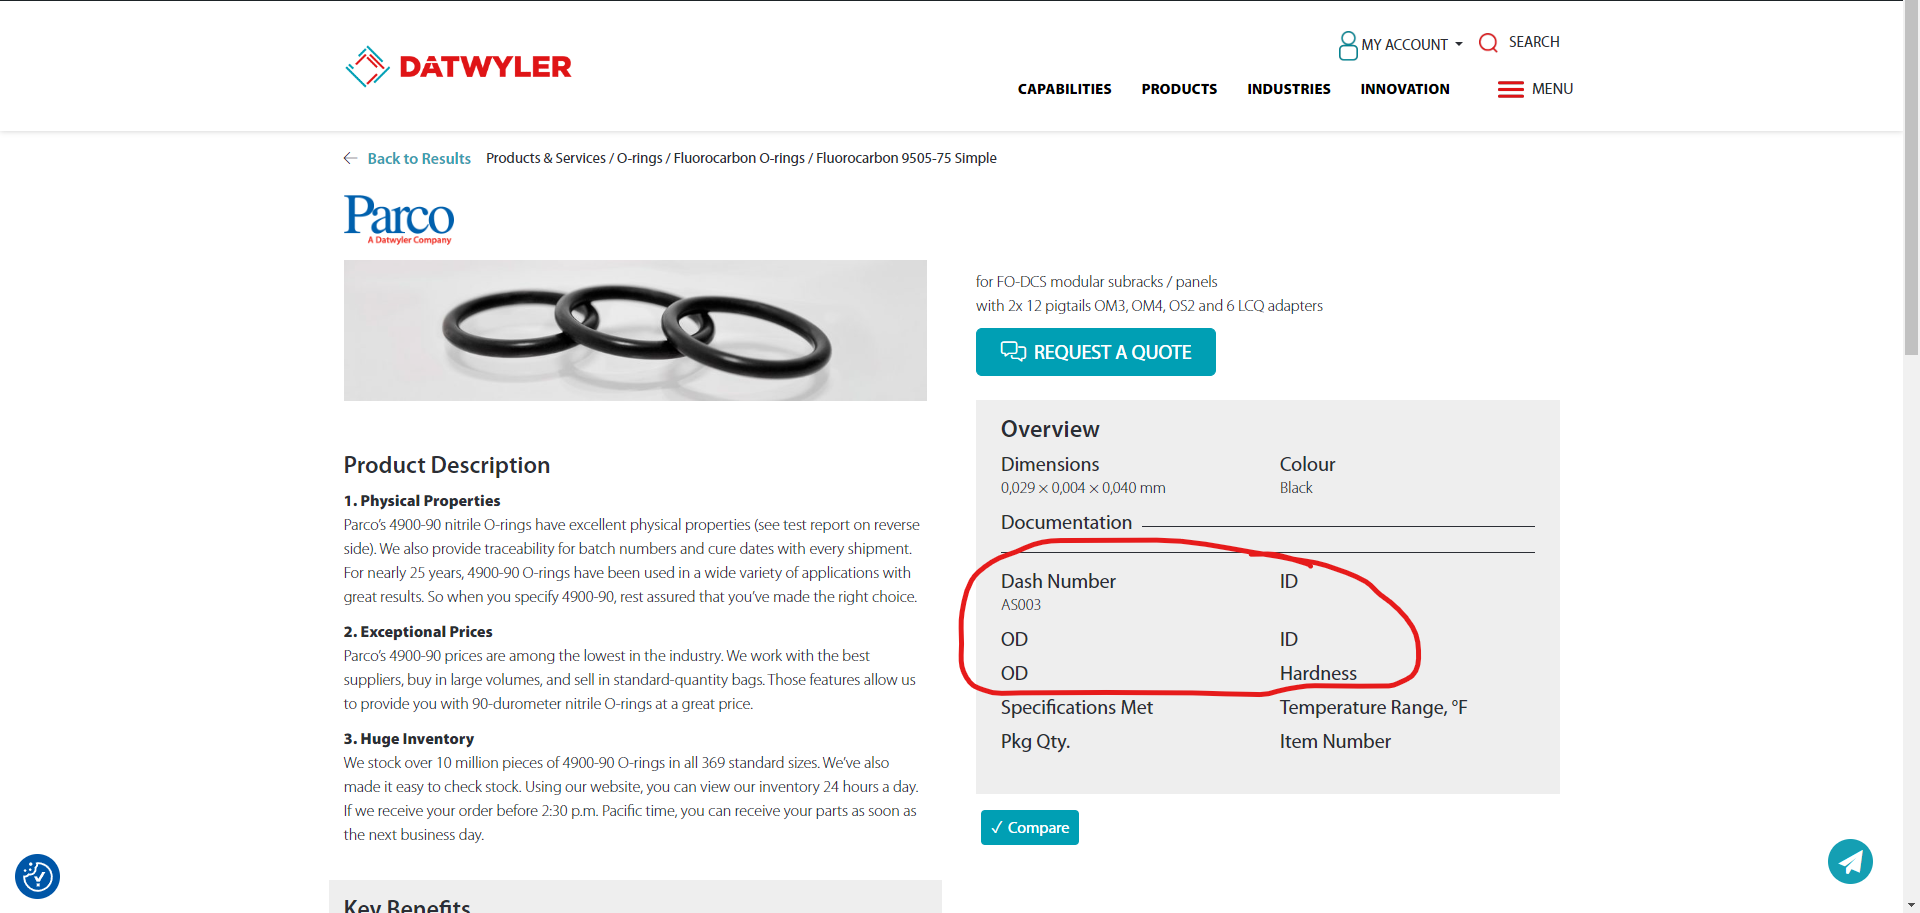 DATWYLER
MY ACCOUNT
SEARCH
CAPABILITIES PRODUCTS INDUSTRIES INNOVATION MENU
Back to Results Products & Services / O-rings / Fluorocarbon O-rings / Fluorocarbon 9505-75 Simple
Parco
A Datwyler Company
for FO-DCS modular subracks / panels
with 2x 12 pigtails OM3, OM4, OS2 and 6 LCQ adapters
REQUEST A QUOTE
Product Description
1. Physical Properties
Parco’s 4900-90 nitrile O-rings have excellent physical properties (see test report on reverse
side). We also provide traceability for batch numbers and cure dates with every shipment.
For nearly 25 years, 4900-90 O-rings have been used in a wide variety of applications with
great results. So when you specify 4900-90, rest assured that you’ve made the right choice.
2. Exceptional Prices
Parco’s 4900-90 prices are among the lowest in the industry. We work with the best
suppliers, buy in large volumes, and sell in standard-quantity bags. Those features allow us
to provide you with 90-durometer nitrile O-rings at a great price.
3. Huge Inventory
We stock over 10 million pieces of 4900-90 O-rings in all 369 standard sizes. We’ve also
made it easy to check stock. Using our website, you can view our inventory 24 hours a day.
If we receive your order before 2:30 p.m. Pacific time, you can receive your parts as soon as
the next business day.
Key Benefits
Overview
Dimensions Colour
0,029 × 0,004 × 0,040 mm Black
Documentation
Dash Number ID
AS003
OD ID
OD Hardness
Specifications Met Temperature Range, °F
Pkg Qty. Item Number
✓ Compare